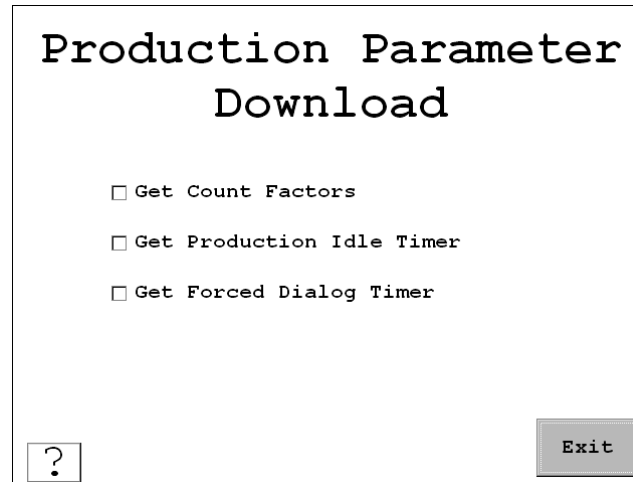 Production Parameter
Download
Get Count Factors
Get Production Idle Timer
Get Forced Dialog Timer
?
Exit